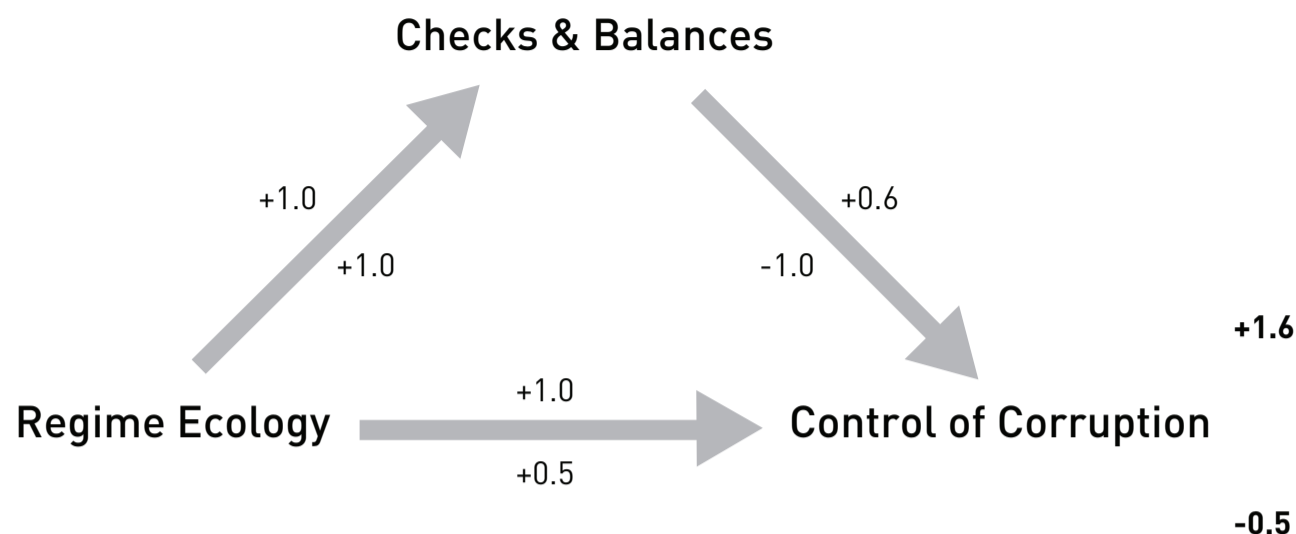 Checks & Balances
+1.0
+0.6
+1.0
-1.0
+1.6
+1.0
Regime Ecology
Control of Corruption
+0.5
-0.5